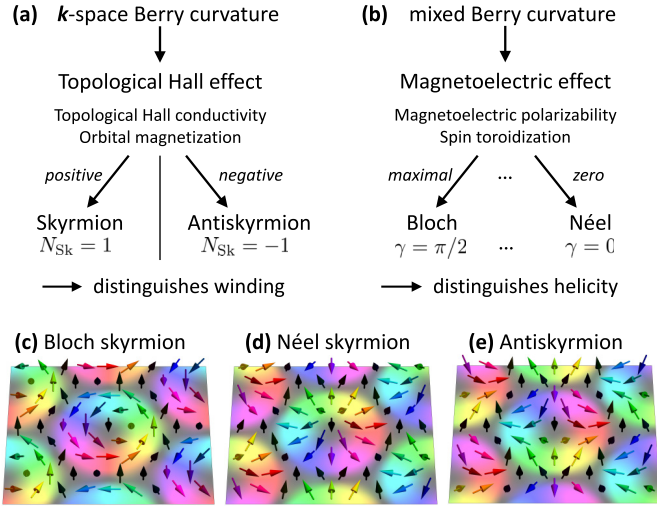 (a) k-space Berry curvature
Topological Hall effect
Topological Hall conductivity
Orbital magnetization
positive negative
Skyrmion Antiskyrmion
N_Sk = 1 N_Sk = −1
distinguishes winding
(b) mixed Berry curvature
Magnetoelectric effect
Magnetoelectric polarizability
Spin toroidization
maximal ... zero
Bloch Néel
γ = π/2 ... γ = 0
distinguishes helicity
(c) Bloch skyrmion
(d) Néel skyrmion
(e) Antiskyrmion